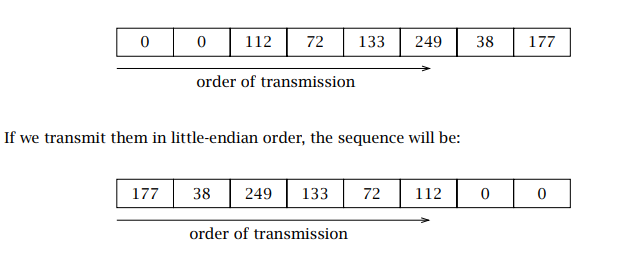 0 0 112 72 133 249 38 177
order of transmission
If we transmit them in little-endian order, the sequence will be:
177 38 249 133 72 112 0 0
order of transmission